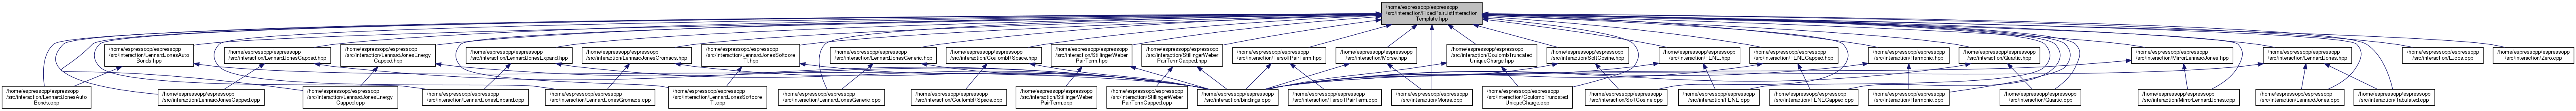 /home/espressopp/espressopp
/src/interaction/FixedPairListInteraction
Template.hpp
/home/espressopp/espressopp
/src/interaction/LennardJonesAuto
Bonds.hpp
/home/espressopp/espressopp
/src/interaction/LennardJonesCapped.hpp
/home/espressopp/espressopp
/src/interaction/LennardJonesEnergy
Capped.hpp
/home/espressopp/espressopp
/src/interaction/LennardJonesExpand.hpp
/home/espressopp/espressopp
/src/interaction/LennardJonesGromacs.hpp
/home/espressopp/espressopp
/src/interaction/LennardJonesSoftcore
TI.hpp
/home/espressopp/espressopp
/src/interaction/LennardJonesGeneric.hpp
/home/espressopp/espressopp
/src/interaction/CoulombRSpace.hpp
/home/espressopp/espressopp
/src/interaction/StillingerWeber
PairTerm.hpp
/home/espressopp/espressopp
/src/interaction/StillingerWeber
PairTermCapped.hpp
/home/espressopp/espressopp
/src/interaction/TersoffPairTerm.hpp
/home/espressopp/espressopp
/src/interaction/Morse.hpp
/home/espressopp/espressopp
/src/interaction/CoulombTruncated
UniqueCharge.hpp
/home/espressopp/espressopp
/src/interaction/SoftCosine.hpp
/home/espressopp/espressopp
/src/interaction/FENE.hpp
/home/espressopp/espressopp
/src/interaction/FENECapped.hpp
/home/espressopp/espressopp
/src/interaction/Harmonic.hpp
/home/espressopp/espressopp
/src/interaction/Quartic.hpp
/home/espressopp/espressopp
/src/interaction/MirrorLennardJones.hpp
/home/espressopp/espressopp
/src/interaction/LennardJones.hpp
/home/espressopp/espressopp
/src/interaction/LJcos.cpp
/home/espressopp/espressopp
/src/interaction/Zero.cpp
/home/espressopp/espressopp
/src/interaction/LennardJonesAuto
Bonds.cpp
/home/espressopp/espressopp
/src/interaction/LennardJonesCapped.cpp
/home/espressopp/espressopp
/src/interaction/LennardJonesEnergy
Capped.cpp
/home/espressopp/espressopp
/src/interaction/LennardJonesExpand.cpp
/home/espressopp/espressopp
/src/interaction/LennardJonesGromacs.cpp
/home/espressopp/espressopp
/src/interaction/LennardJonesSoftcore
TI.cpp
/home/espressopp/espressopp
/src/interaction/LennardJonesGeneric.cpp
/home/espressopp/espressopp
/src/interaction/CoulombRSpace.cpp
/home/espressopp/espressopp
/src/interaction/StillingerWeber
PairTerm.cpp
/home/espressopp/espressopp
/src/interaction/StillingerWeber
PairTermCapped.cpp
/home/espressopp/espressopp
/src/interaction/bindings.cpp
/home/espressopp/espressopp
/src/interaction/TersoffPairTerm.cpp
/home/espressopp/espressopp
/src/interaction/Morse.cpp
/home/espressopp/espressopp
/src/interaction/CoulombTruncated
UniqueCharge.cpp
/home/espressopp/espressopp
/src/interaction/SoftCosine.cpp
/home/espressopp/espressopp
/src/interaction/FENE.cpp
/home/espressopp/espressopp
/src/interaction/FENECapped.cpp
/home/espressopp/espressopp
/src/interaction/Harmonic.cpp
/home/espressopp/espressopp
/src/interaction/Quartic.cpp
/home/espressopp/espressopp
/src/interaction/MirrorLennardJones.cpp
/home/espressopp/espressopp
/src/interaction/LennardJones.cpp
/home/espressopp/espressopp
/src/interaction/Tabulated.cpp